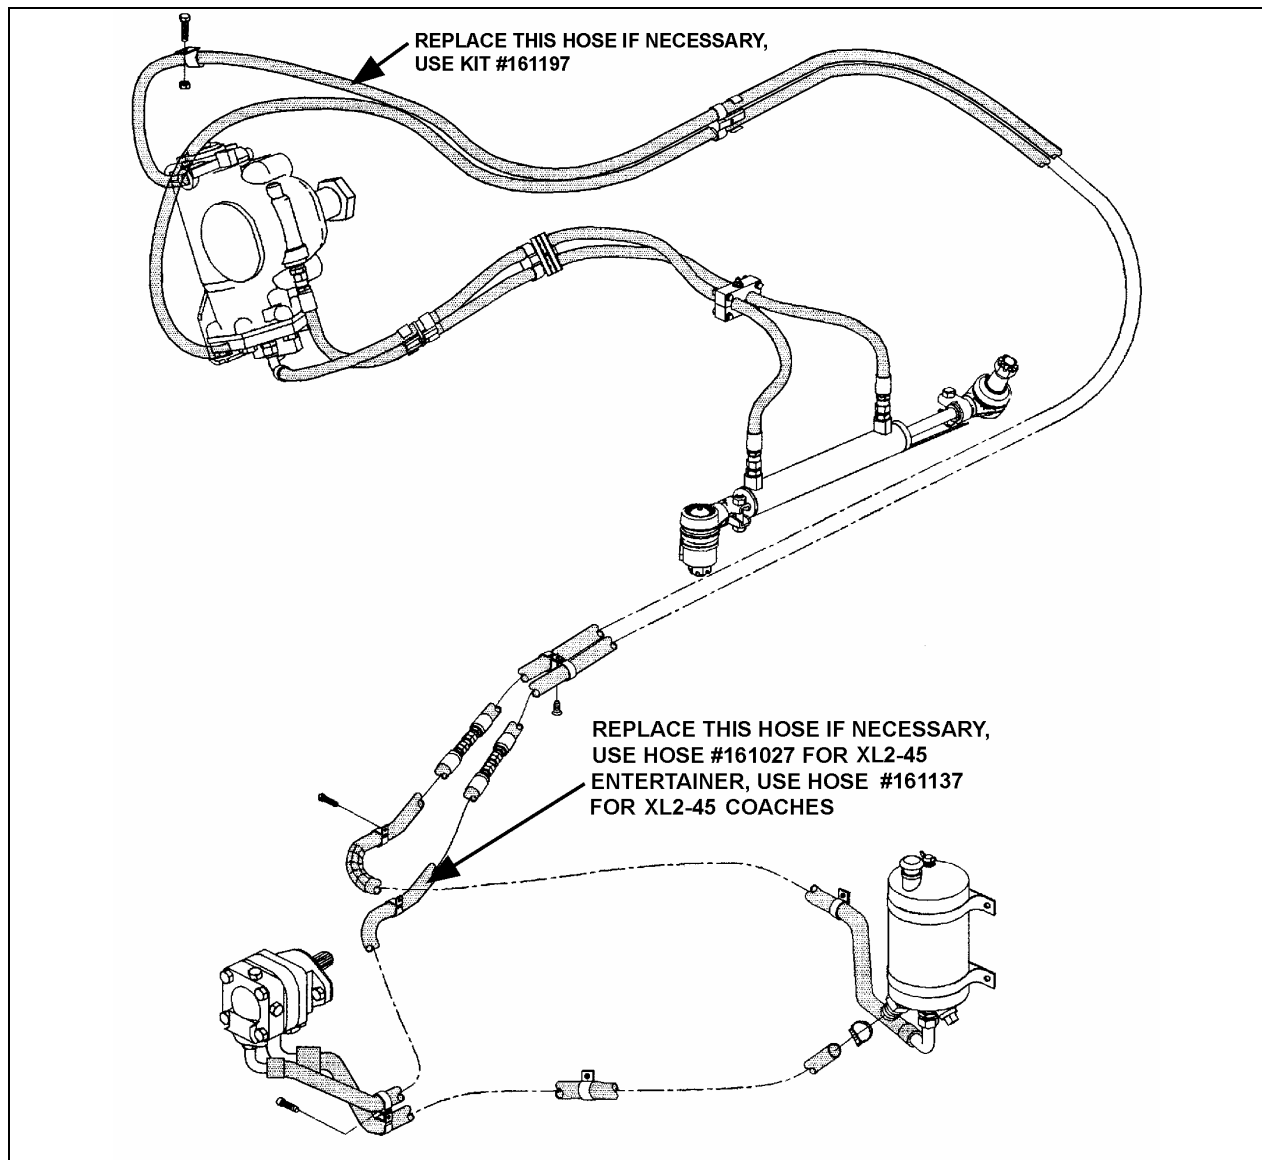 REPLACE THIS HOSE IF NECESSARY,
USE KIT #161197
REPLACE THIS HOSE IF NECESSARY,
USE HOSE #161027 FOR XL2-45
ENTERTAINER, USE HOSE #161137
FOR XL2-45 COACHES